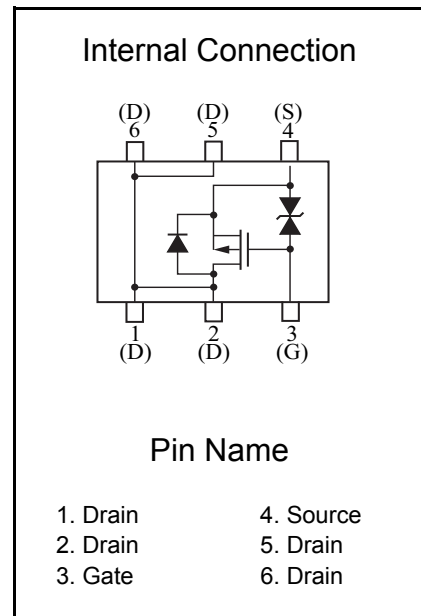 Internal Connection
(D) (D) (S)
6 5 4
1 2 3
(D) (D) (G)
Pin Name
1. Drain 4. Source
2. Drain 5. Drain
3. Gate 6. Drain